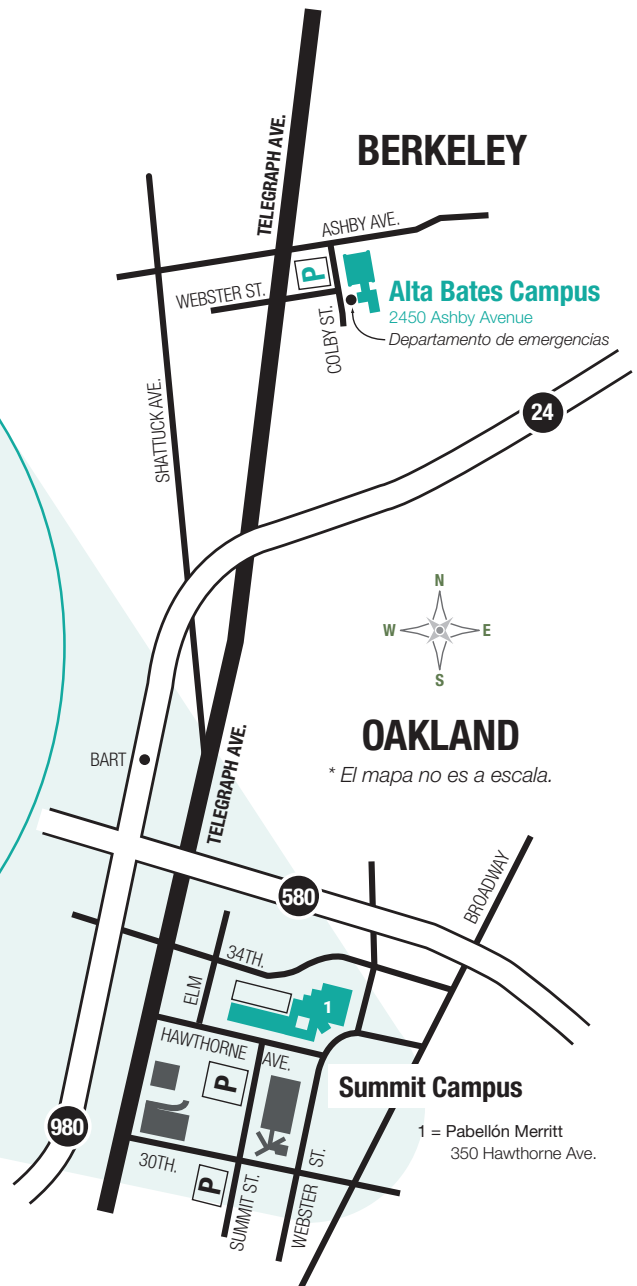 TELEGRAPH AVE.
BERKELEY
ASHBY AVE.
P
WEBSTER ST.
COLBY ST.
Alta Bates Campus
2450 Ashby Avenue
Departamento de emergencias
SHATTUCK AVE.
24
N
W E
S
OAKLAND
* El mapa no es a escala.
BART
TELEGRAPH AVE.
580
BROADWAY
34TH.
ELM
1
HAWTHORNE AVE.
P
Summit Campus
1 = Pabellón Merritt
350 Hawthorne Ave.
980
30TH.
P
SUMMIT ST.
WEBSTER ST.